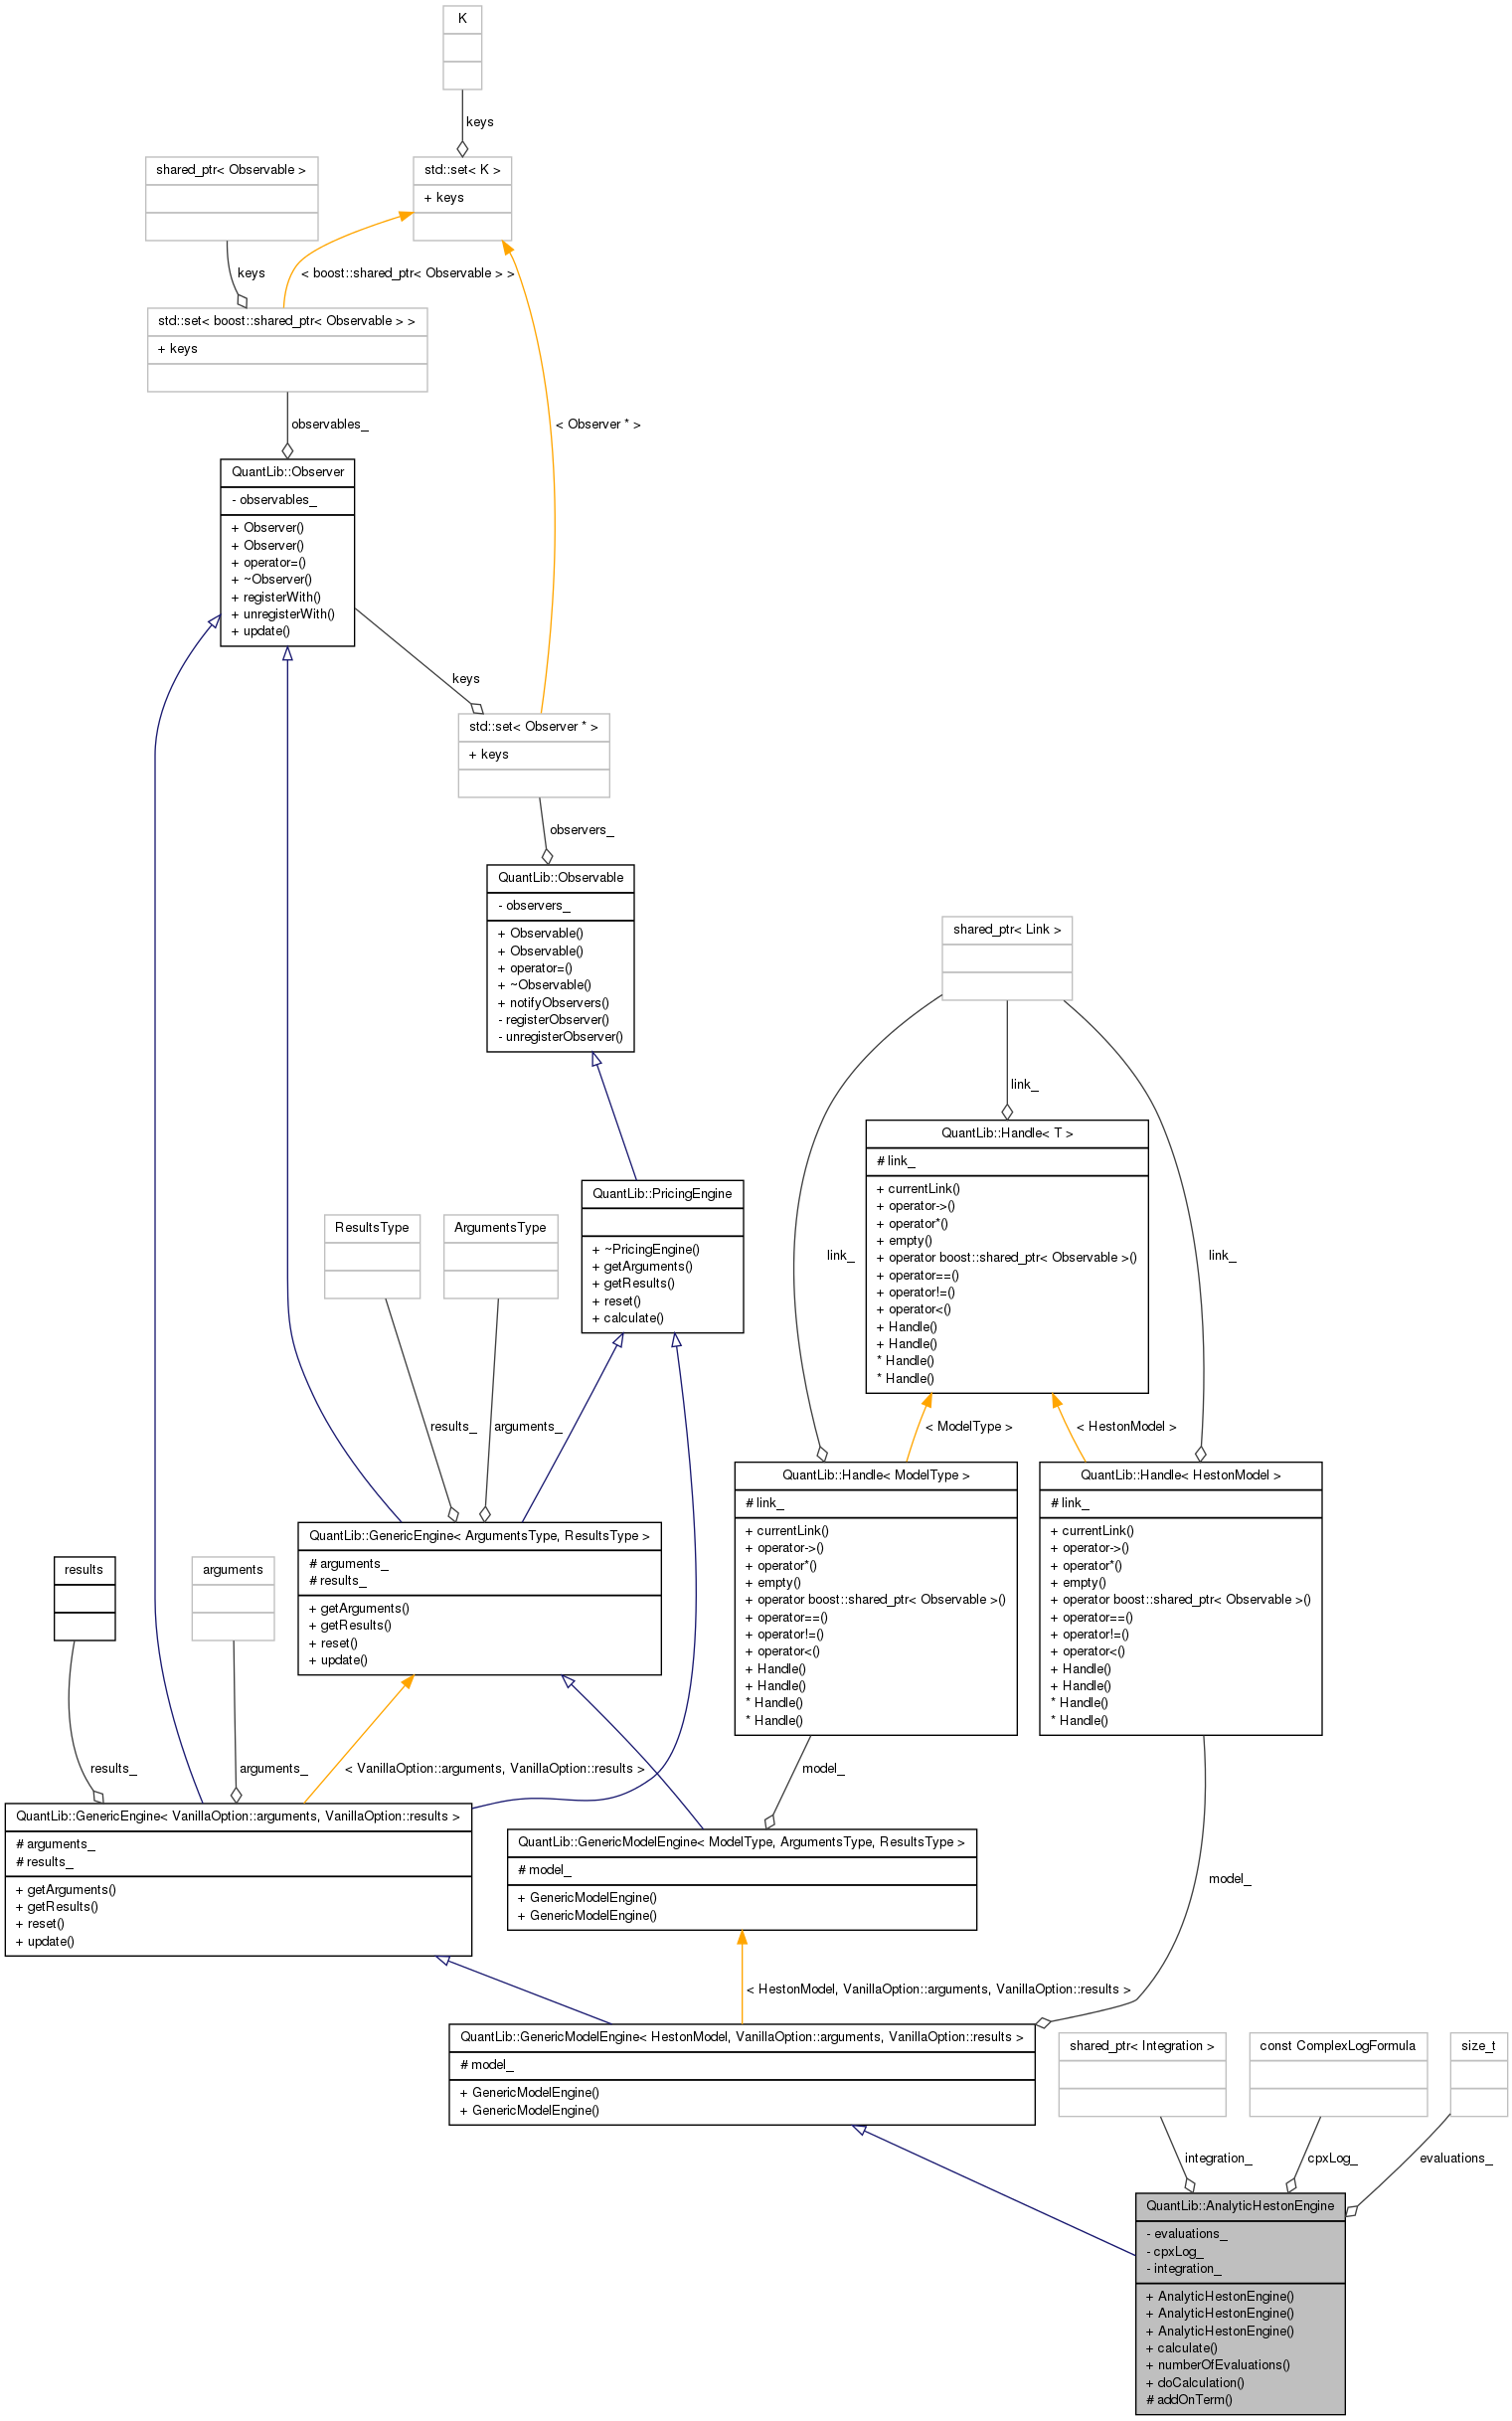 K
keys
shared_ptr< Observable >
std::set< K >
+ keys
keys
< boost::shared_ptr< Observable > >
std::set< boost::shared_ptr< Observable > >
+ keys
observables_
< Observer * >
QuantLib::Observer
- observables_
+ Observer()
+ Observer()
+ operator=()
+ ~Observer()
+ registerWith()
+ unregisterWith()
+ update()
keys
std::set< Observer * >
+ keys
observers_
QuantLib::Observable
- observers_
+ Observable()
+ Observable()
+ operator=()
+ ~Observable()
+ notifyObservers()
- registerObserver()
- unregisterObserver()
shared_ptr< Link >
link_
QuantLib::Handle< T >
# link_
+ currentLink()
+ operator->()
+ operator*()
+ empty()
+ operator boost::shared_ptr< Observable >()
+ operator==()
+ operator!=()
+ operator<()
+ Handle()
+ Handle()
* Handle()
* Handle()
QuantLib::PricingEngine
+ ~PricingEngine()
+ getArguments()
+ getResults()
+ reset()
+ calculate()
ResultsType
ArgumentsType
link_
link_
results_
arguments_
< ModelType >
< HestonModel >
QuantLib::Handle< ModelType >
# link_
+ currentLink()
+ operator->()
+ operator*()
+ empty()
+ operator boost::shared_ptr< Observable >()
+ operator==()
+ operator!=()
+ operator<()
+ Handle()
+ Handle()
* Handle()
* Handle()
QuantLib::Handle< HestonModel >
# link_
+ currentLink()
+ operator->()
+ operator*()
+ empty()
+ operator boost::shared_ptr< Observable >()
+ operator==()
+ operator!=()
+ operator<()
+ Handle()
+ Handle()
* Handle()
* Handle()
QuantLib::GenericEngine< ArgumentsType, ResultsType >
# arguments_
# results_
+ getArguments()
+ getResults()
+ reset()
+ update()
results
arguments
results_
arguments_
< VanillaOption::arguments, VanillaOption::results >
model_
QuantLib::GenericEngine< VanillaOption::arguments, VanillaOption::results >
# arguments_
# results_
+ getArguments()
+ getResults()
+ reset()
+ update()
QuantLib::GenericModelEngine< ModelType, ArgumentsType, ResultsType >
# model_
+ GenericModelEngine()
+ GenericModelEngine()
model_
< HestonModel, VanillaOption::arguments, VanillaOption::results >
QuantLib::GenericModelEngine< HestonModel, VanillaOption::arguments, VanillaOption::results >
# model_
+ GenericModelEngine()
+ GenericModelEngine()
shared_ptr< Integration >
const ComplexLogFormula
size_t
integration_
cpxLog_
evaluations_
QuantLib::AnalyticHestonEngine
- evaluations_
- cpxLog_
- integration_
+ AnalyticHestonEngine()
+ AnalyticHestonEngine()
+ AnalyticHestonEngine()
+ calculate()
+ numberOfEvaluations()
+ doCalculation()
# addOnTerm()